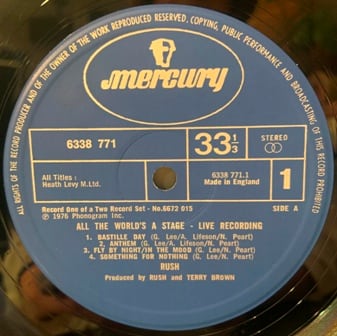 ALL RIGHTS OF THE RECORD PRODUCER AND OF THE OWNER OF THE WORK REPRODUCED RESERVED. COPYING, PUBLIC PERFORMANCE AND BROADCASTING OF THIS RECORD PROHIBITED
mercury
6338 771
33 1/3
STEREO
All Titles :
Heath Levy M.Ltd.
6338 771.1
Made in England
1
Record One of a Two Record Set - No.6672 015
℗ 1976 Phonogram Inc.
SIDE A
ALL THE WORLD'S A STAGE - LIVE RECORDING
1. BASTILLE DAY (G. Lee/A. Lifeson/N. Peart)
2. ANTHEM (G. Lee/A. Lifeson/N. Peart)
3. FLY BY NIGHT/IN THE MOOD (G. Lee/N. Peart)
4. SOMETHING FOR NOTHING (G. Lee/N. Peart)
RUSH
Produced by RUSH and TERRY BROWN